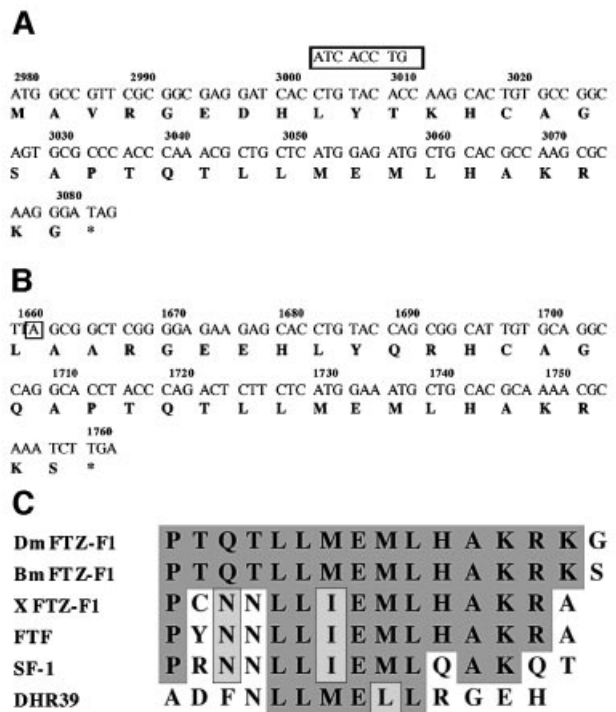 A
ATC ACC TG
2980 2990 3000 3010 3020
ATG GCC GTT CGC GGC GAG GAT CAC CTG TAC ACC AAG CAC TGT GCC GGC
M A V R G E D H L Y T K H C A G
3030 3040 3050 3060 3070
AGT GCG CCC ACC CAA ACG CTG CTC ATG GAG ATG CTG CAC GCC AAG CGC
S A P T Q T L L M E M L H A K R
3080
AAG GGA TAG
K G *
B
1660 1670 1680 1690 1700
TTA GCG GCT CGG GGA GAA GAG CAC CTG TAC CAG CGG CAT TGT GCA GGC
L A A R G E E H L Y Q R H C A G
1710 1720 1730 1740 1750
CAG GCA CCT ACC CAG ACT CTT CTC ATG GAA ATG CTG CAC GCA AAA CGC
Q A P T Q T L L M E M L H A K R
1760
AAA TCT TGA
K S *
C
Dm FTZ-F1 P T Q T L L M E M L H A K R K G
Bm FTZ-F1 P T Q T L L M E M L H A K R K S
X FTZ-F1 P C N N L L I E M L H A K R A
FTF P Y N N L L I E M L H A K R A
SF-1 P R N N L L I E M L Q A K Q T
DHR39 A D F N L L M E L L R G E H